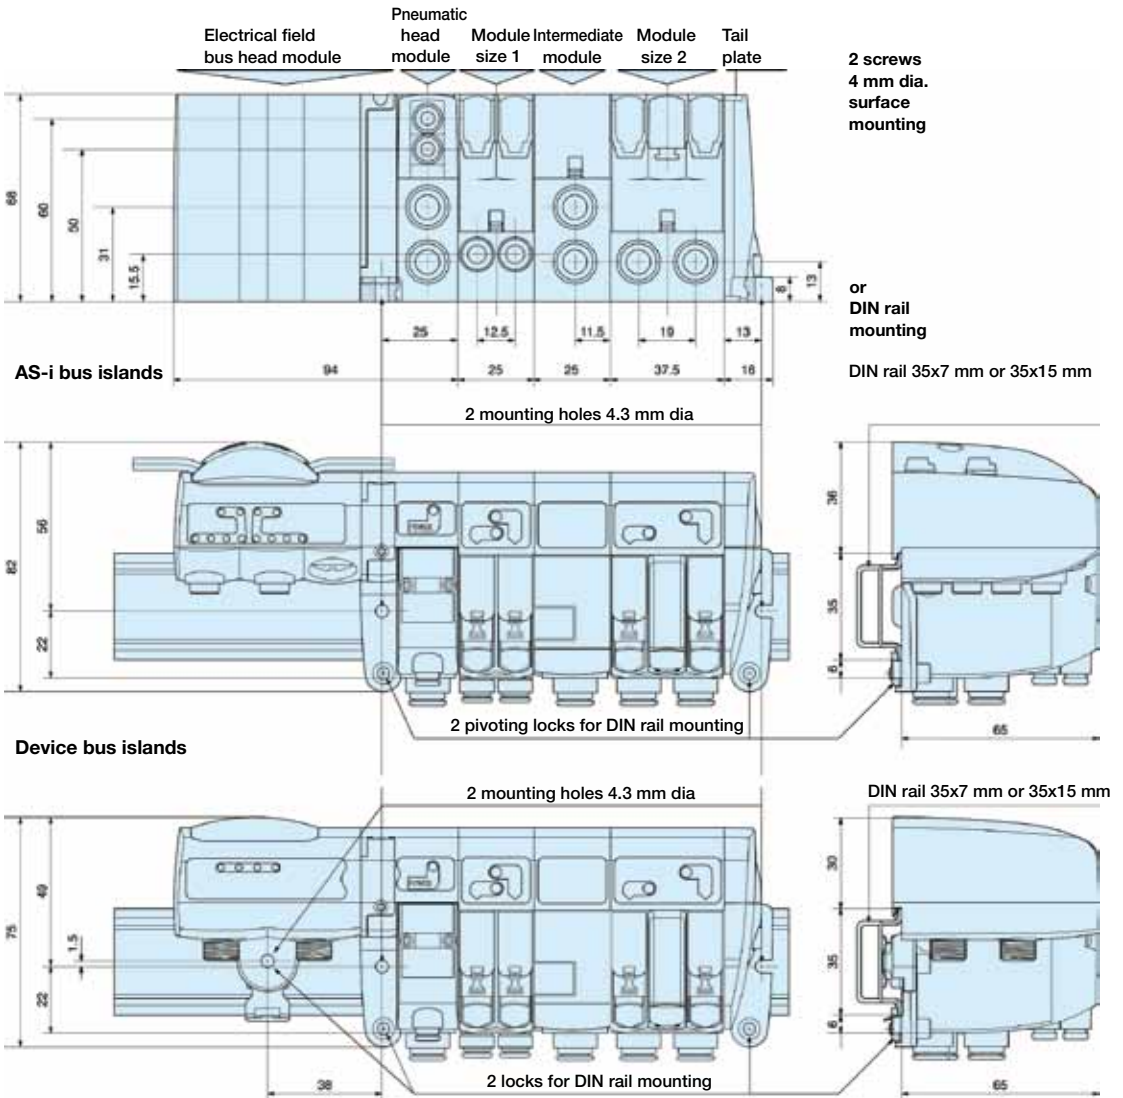 Pneumatic
Electrical field head Module Intermediate Module Tail
bus head module module size 1 module size 2 plate
2 screws
4 mm dia.
surface
mounting
68
60
50
31
15.5
8
13
or
DIN rail
mounting
25 12.5 11.5 19 13
AS-i bus islands
94 25 25 37.5 16
DIN rail 35x7 mm or 35x15 mm
2 mounting holes 4.3 mm dia
82
56
22
36
35
6
2 pivoting locks for DIN rail mounting
65
Device bus islands
2 mounting holes 4.3 mm dia
DIN rail 35x7 mm or 35x15 mm
75
49
1.5
22
30
35
6
2 locks for DIN rail mounting
38
65